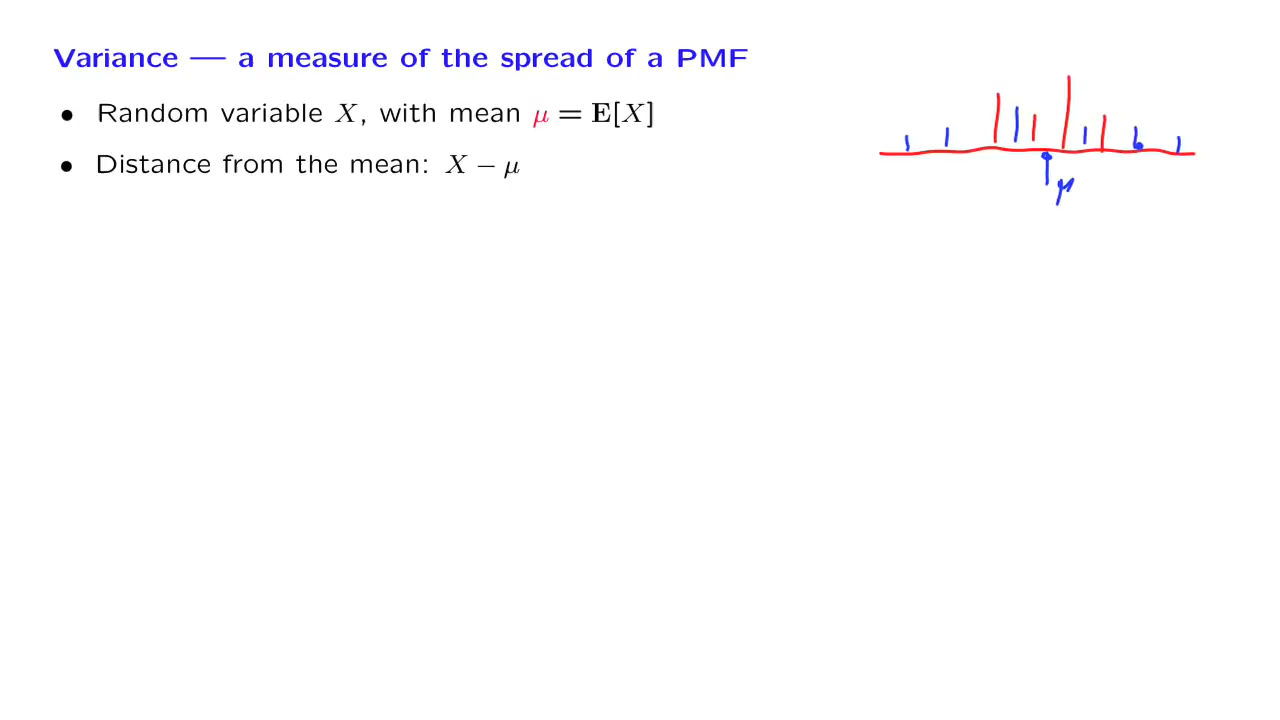 Variance — a measure of the spread of a PMF
• Random variable X, with mean μ = E[X]
• Distance from the mean: X − μ
μ